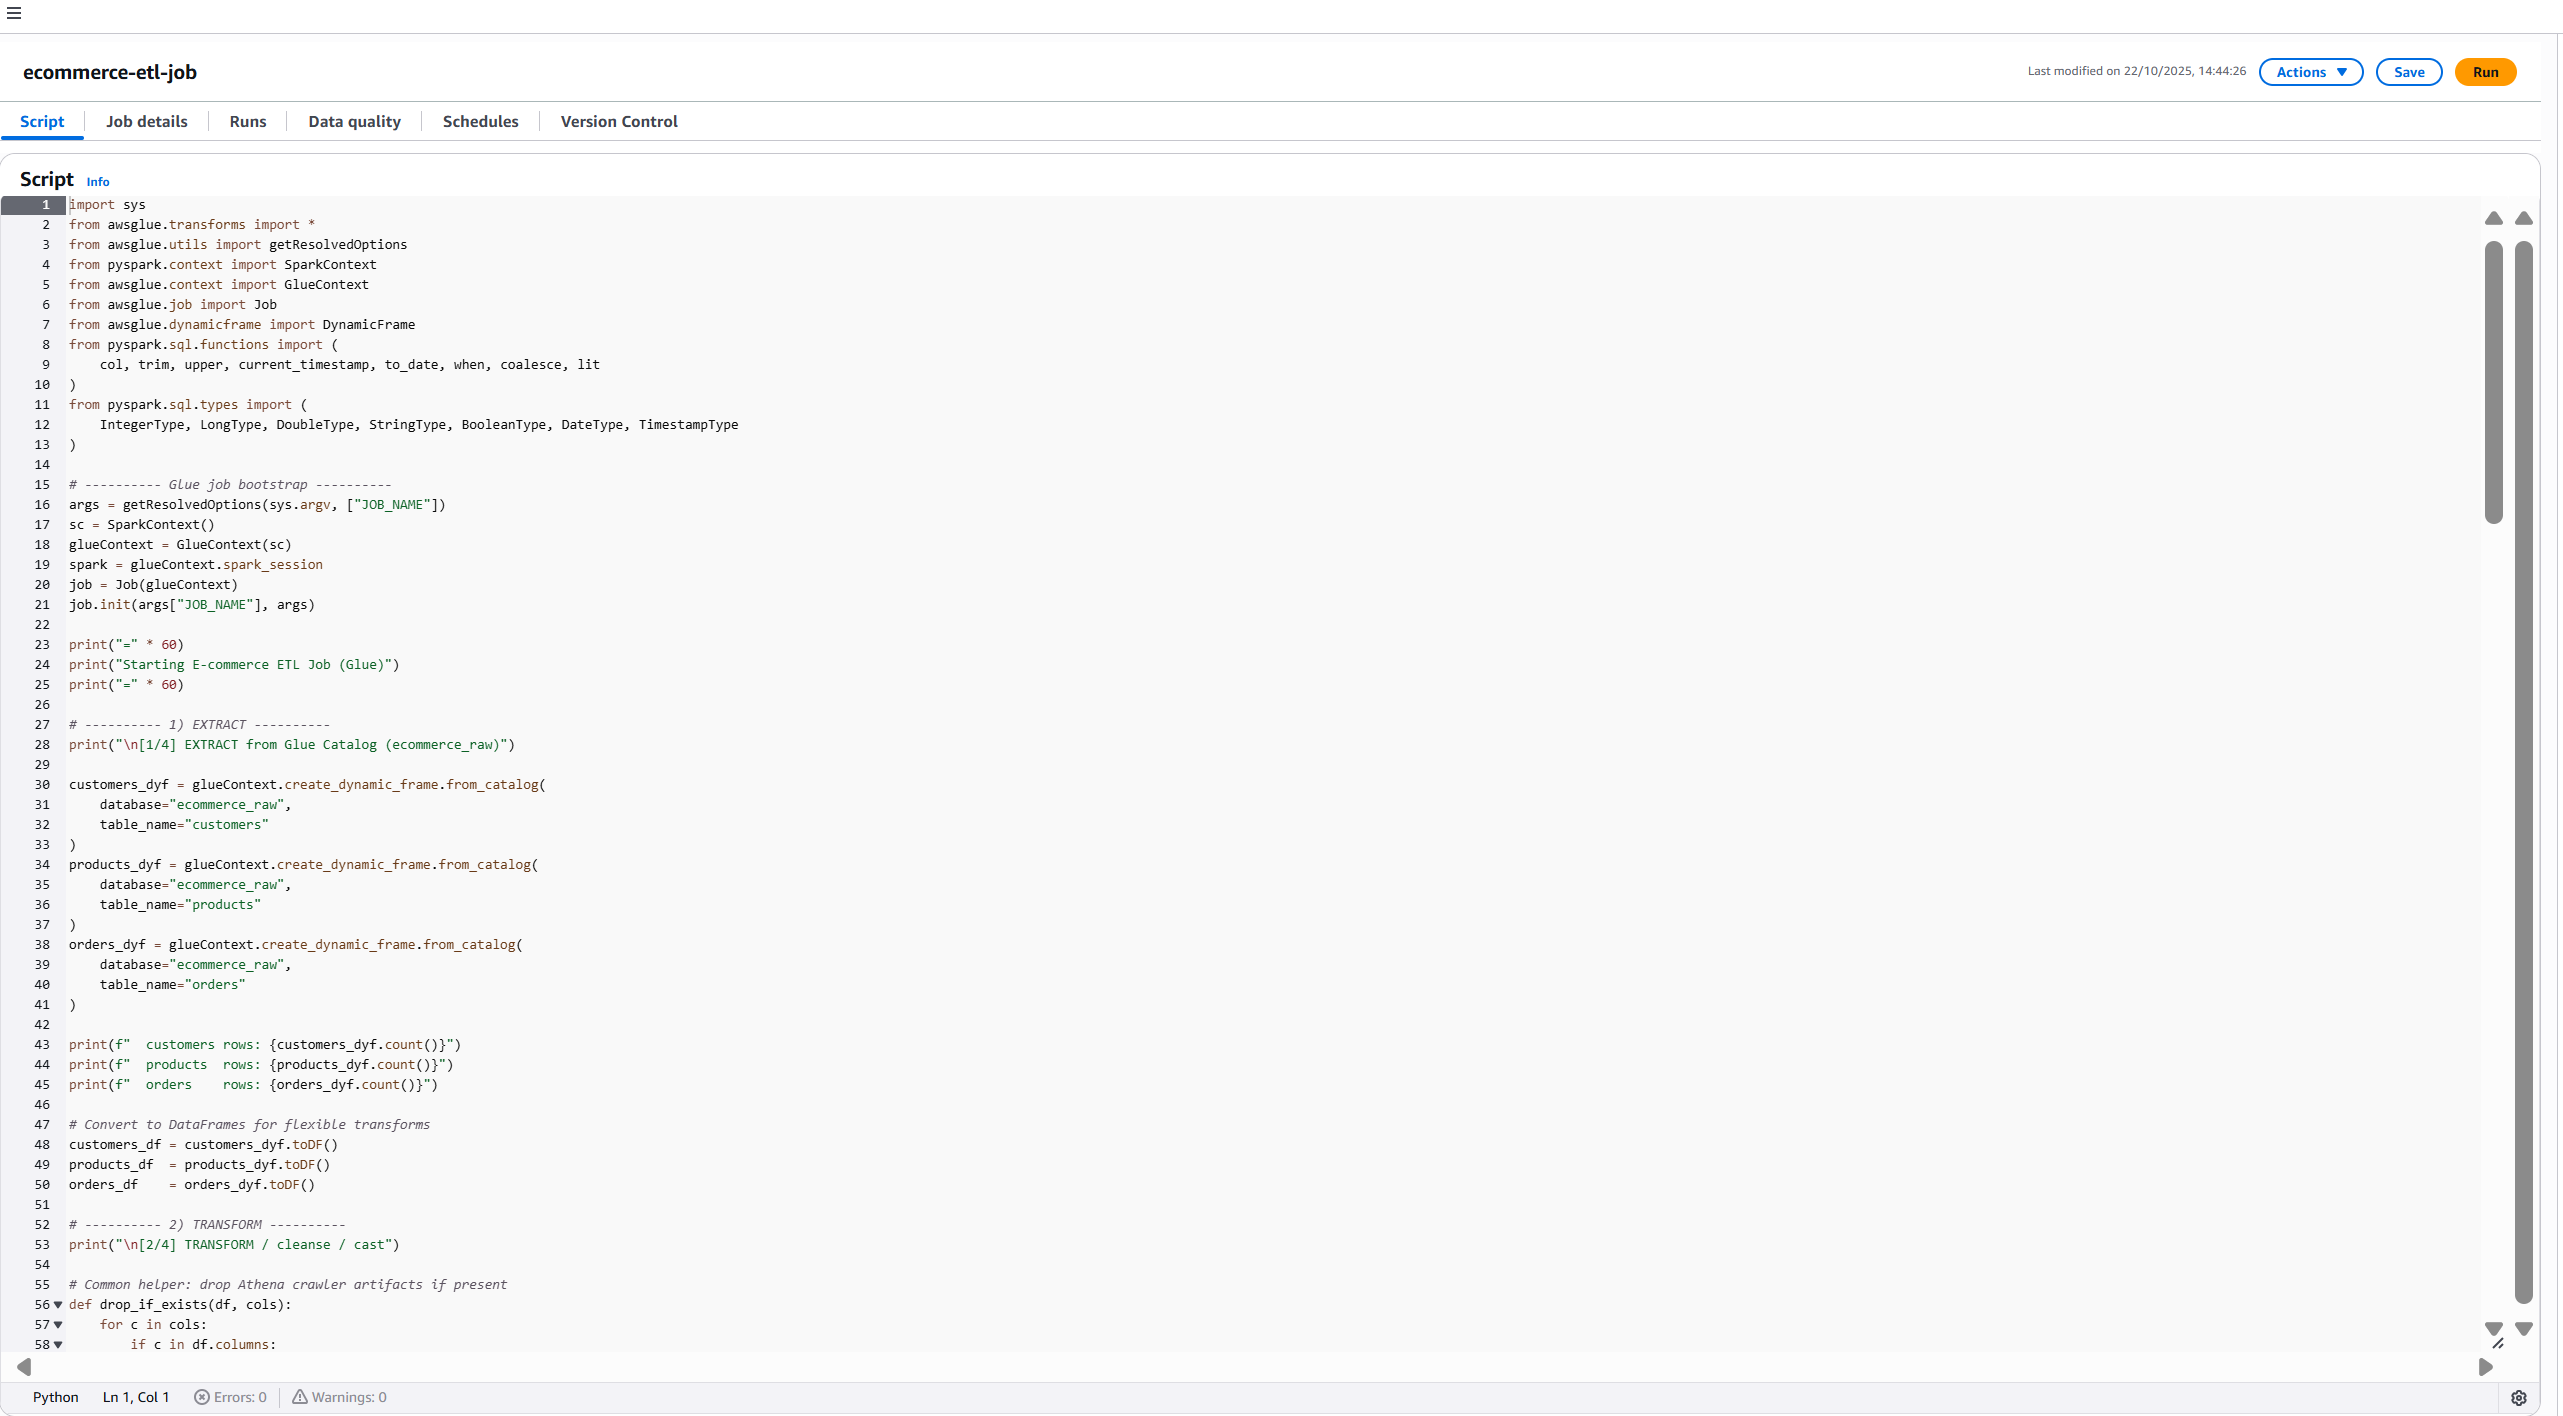 ecommerce-etl-job
Last modified on 22/10/2025, 14:44:26
Actions
Save
Run
Script
Job details
Runs
Data quality
Schedules
Version Control
Script Info
1 import sys
2 from awsglue.transforms import *
3 from awsglue.utils import getResolvedOptions
4 from pyspark.context import SparkContext
5 from awsglue.context import GlueContext
6 from awsglue.job import Job
7 from awsglue.dynamicframe import DynamicFrame
8 from pyspark.sql.functions import (
9     col, trim, upper, current_timestamp, to_date, when, coalesce, lit
10 )
11 from pyspark.sql.types import (
12     IntegerType, LongType, DoubleType, StringType, BooleanType, DateType, TimestampType
13 )
14
15 # ---------- Glue job bootstrap ----------
16 args = getResolvedOptions(sys.argv, ["JOB_NAME"])
17 sc = SparkContext()
18 glueContext = GlueContext(sc)
19 spark = glueContext.spark_session
20 job = Job(glueContext)
21 job.init(args["JOB_NAME"], args)
22
23 print("=" * 60)
24 print("Starting E-commerce ETL Job (Glue)")
25 print("=" * 60)
26
27 # ---------- 1) EXTRACT ----------
28 print("\n[1/4] EXTRACT from Glue Catalog (ecommerce_raw)")
29
30 customers_dyf = glueContext.create_dynamic_frame.from_catalog(
31     database="ecommerce_raw",
32     table_name="customers"
33 )
34 products_dyf = glueContext.create_dynamic_frame.from_catalog(
35     database="ecommerce_raw",
36     table_name="products"
37 )
38 orders_dyf = glueContext.create_dynamic_frame.from_catalog(
39     database="ecommerce_raw",
40     table_name="orders"
41 )
42
43 print(f"  customers rows: {customers_dyf.count()}")
44 print(f"  products  rows: {products_dyf.count()}")
45 print(f"  orders    rows: {orders_dyf.count()}")
46
47 # Convert to DataFrames for flexible transforms
48 customers_df = customers_dyf.toDF()
49 products_df  = products_dyf.toDF()
50 orders_df    = orders_dyf.toDF()
51
52 # ---------- 2) TRANSFORM ----------
53 print("\n[2/4] TRANSFORM / cleanse / cast")
54
55 # Common helper: drop Athena crawler artifacts if present
56 def drop_if_exists(df, cols):
57     for c in cols:
58         if c in df.columns:
Python Ln 1, Col 1 Errors: 0 Warnings: 0